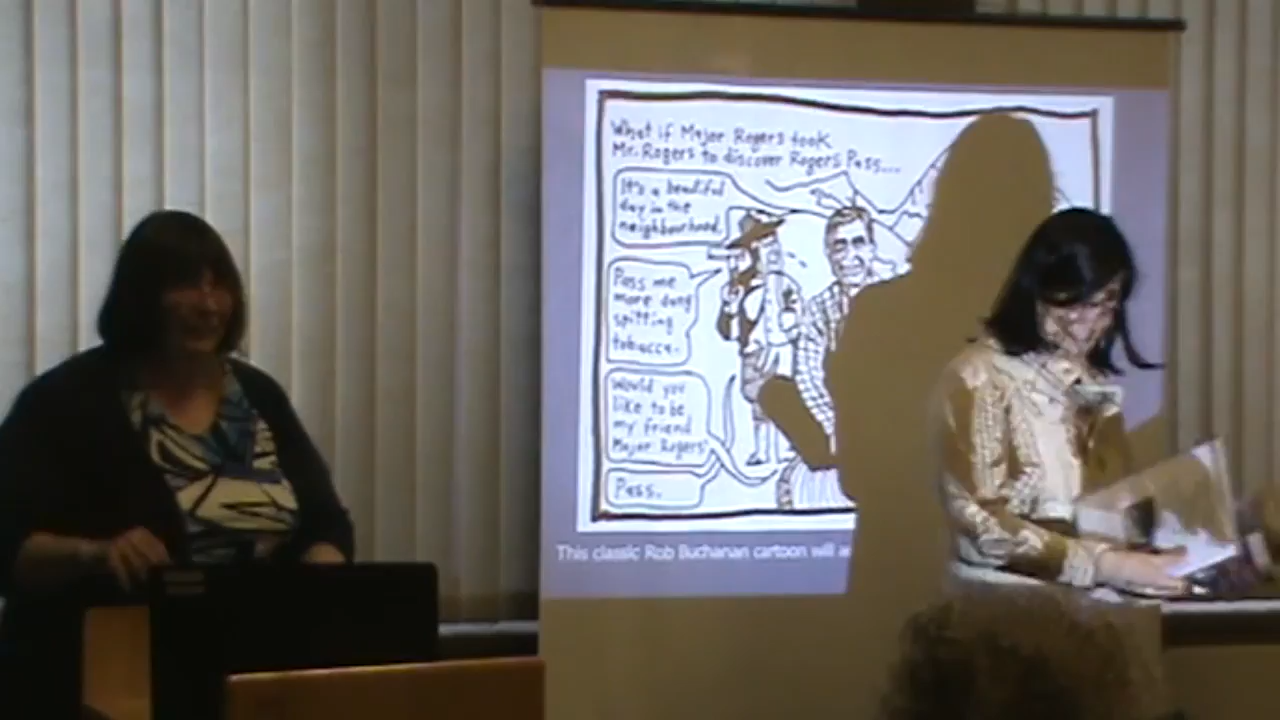 What if Major Rogers took
Mr. Rogers to discover Rogers Pass...
It's a beautiful
day in the
neighbourhood.
Pass me
more dung
spitting
tobacco.
Would you
like to be
my friend
Major Rogers
Pass.
This classic Rob Buchanan cartoon will